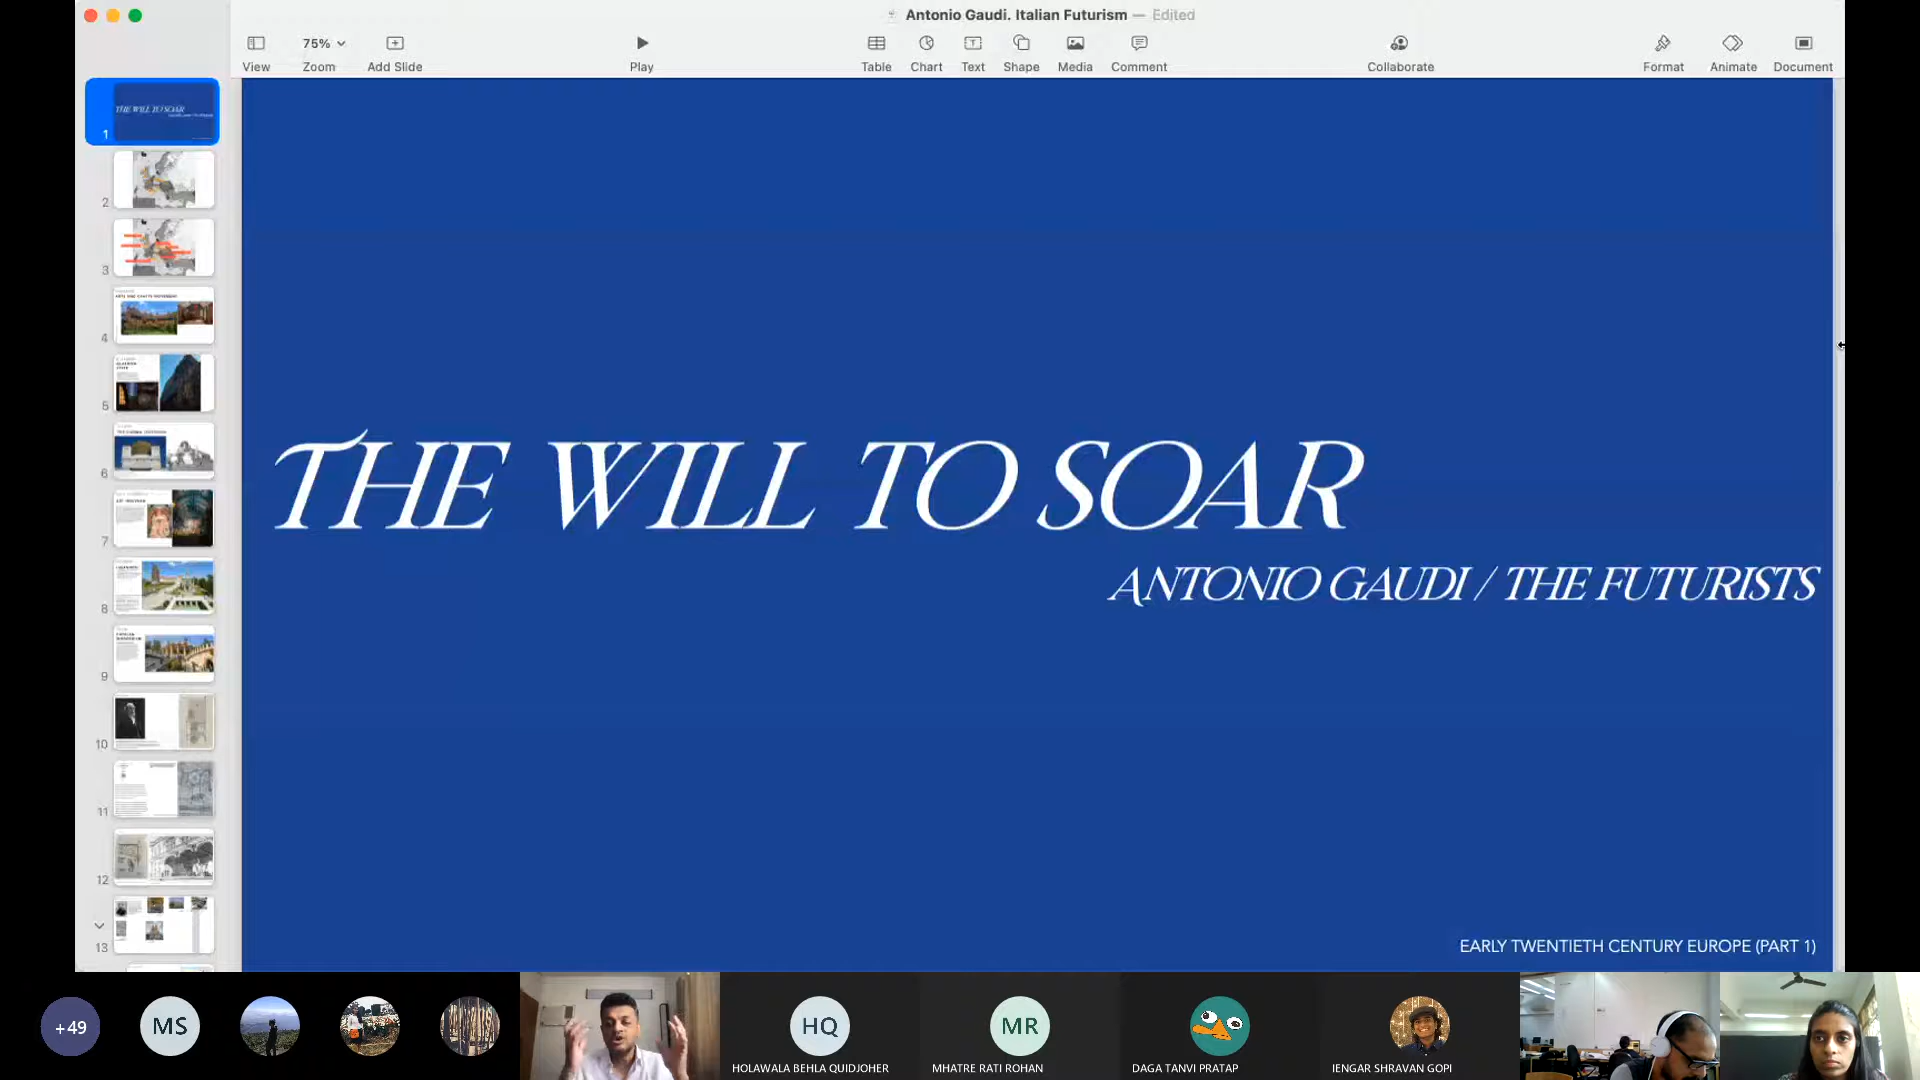 Antonio Gaudi. Italian Futurism — Edited
View
75%
Zoom
Add Slide
Play
Table
Chart
Text
Shape
Media
Comment
Collaborate
Format
Animate
Document
1
2
3
4
5
6
7
8
9
10
11
12
13
THE WILL TO SOAR
ANTONIO GAUDI / THE FUTURISTS
EARLY TWENTIETH CENTURY EUROPE (PART 1)
+49
MS
HQ
HOLAWALA BEHLA QUIDJOHER
MR
MHATRE RATI ROHAN
DAGA TANVI PRATAP
IENGAR SHRAVAN GOPI